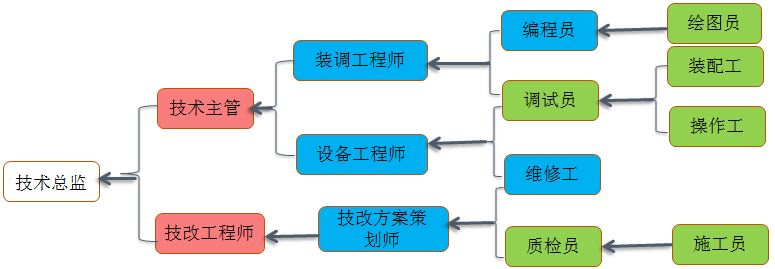 绘图员
编程员
装配工
装调工程师
调试员
技术主管
操作工
设备工程师
维修工
技术总监
技改方案策
划师
技改工程师
质检员
施工员